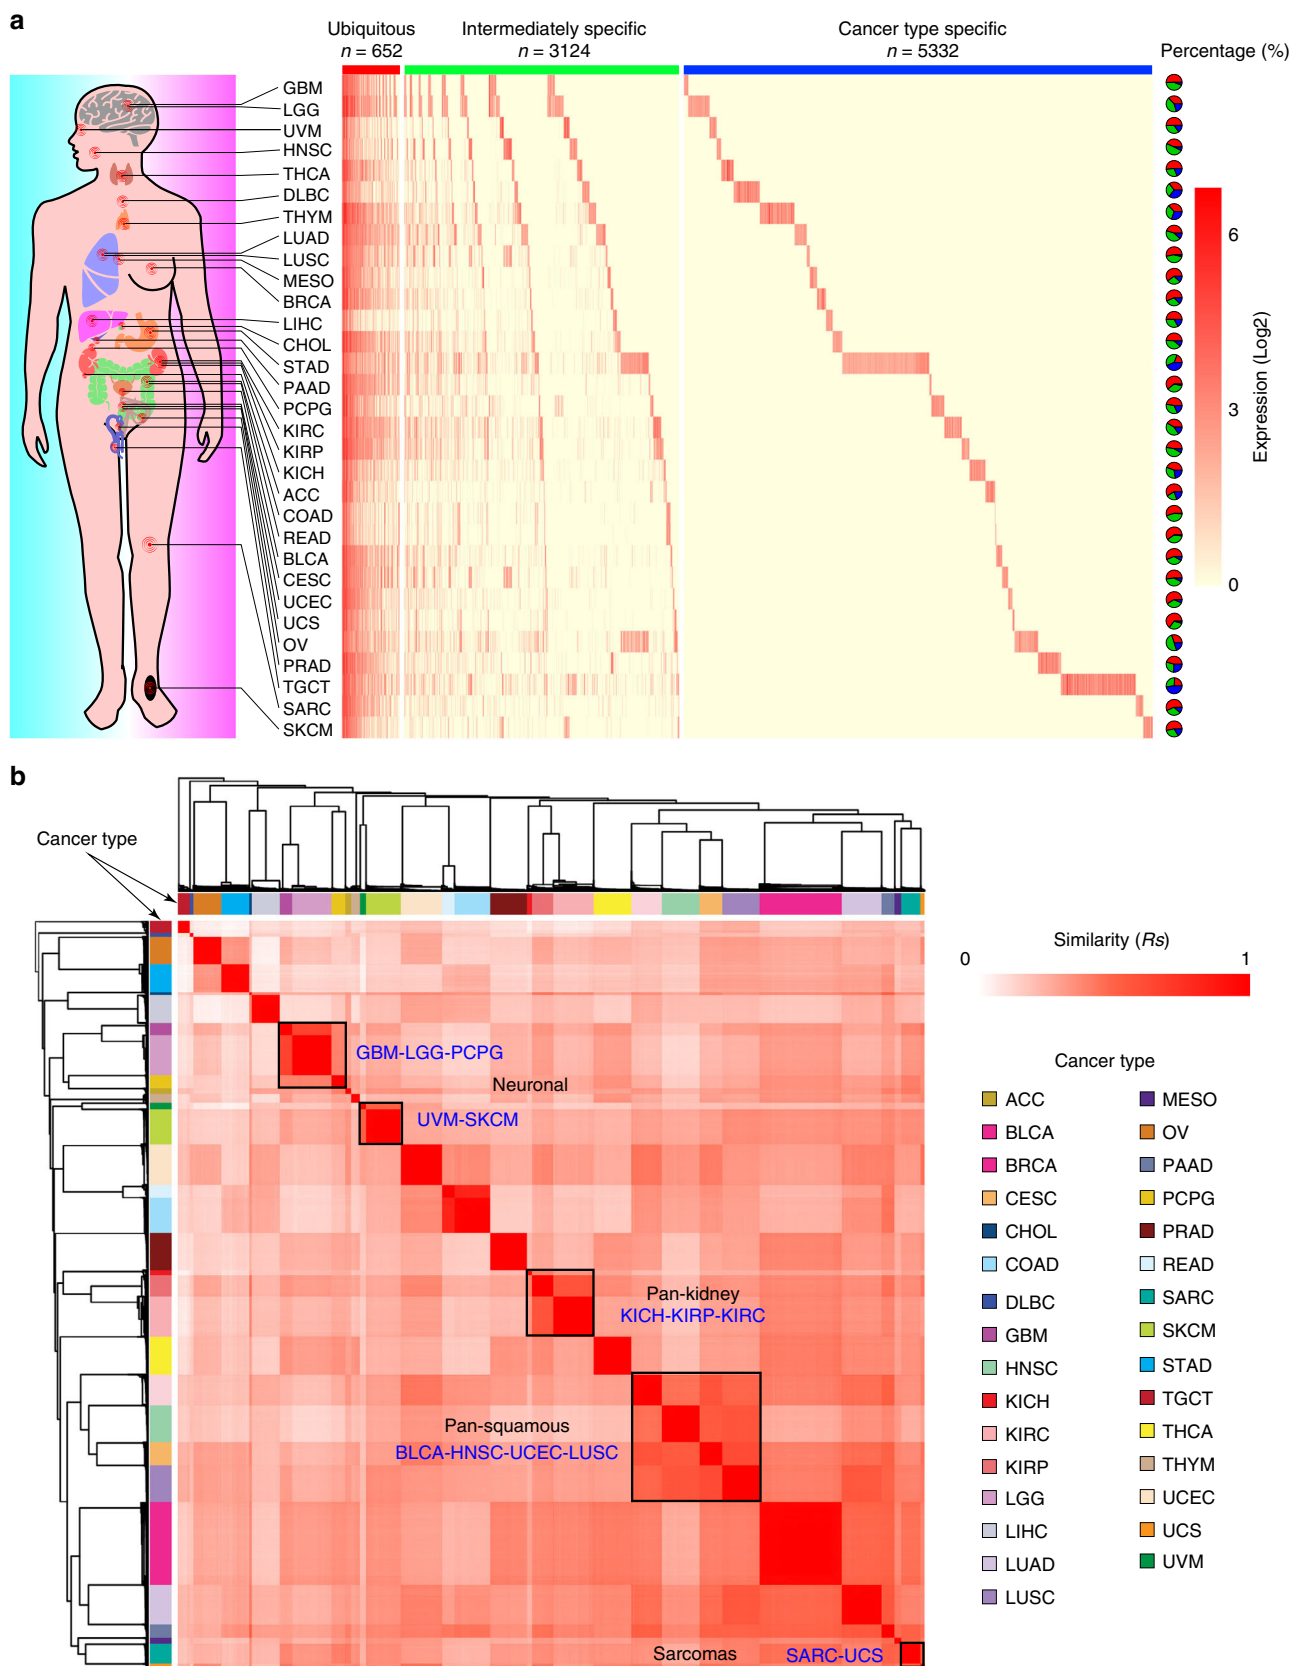 a
Ubiquitous
n = 652
Intermediately specific
n = 3124
Cancer type specific
n = 5332
Percentage (%)
GBM
LGG
UVM
HNSC
THCA
DLBC
THYM
LUAD
LUSC
MESO
BRCA
LIHC
CHOL
STAD
PAAD
PCPG
KIRC
KIRP
KICH
ACC
COAD
READ
BLCA
CESC
UCEC
UCS
OV
PRAD
TGCT
SARC
SKCM
6
3
0
Expression (Log2)
b
Cancer type
GBM-LGG-PCPG
Neuronal
UVM-SKCM
Pan-kidney
KICH-KIRP-KIRC
Pan-squamous
BLCA-HNSC-UCEC-LUSC
Sarcomas
SARC-UCS
Similarity (Rs)
0
1
Cancer type
ACC
BLCA
BRCA
CESC
CHOL
COAD
DLBC
GBM
HNSC
KICH
KIRC
KIRP
LGG
LIHC
LUAD
LUSC
MESO
OV
PAAD
PCPG
PRAD
READ
SARC
SKCM
STAD
TGCT
THCA
THYM
UCEC
UCS
UVM